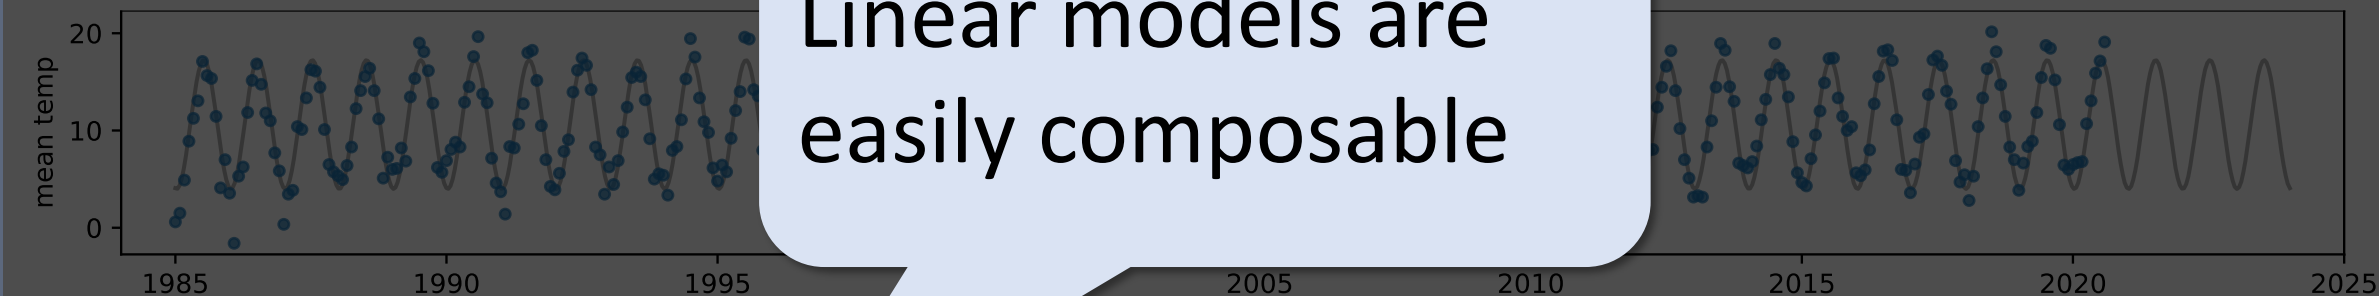 Linear models are
easily composable
20
10
0
mean temp
1985 1990 1995 2005 2010 2015 2020 2025